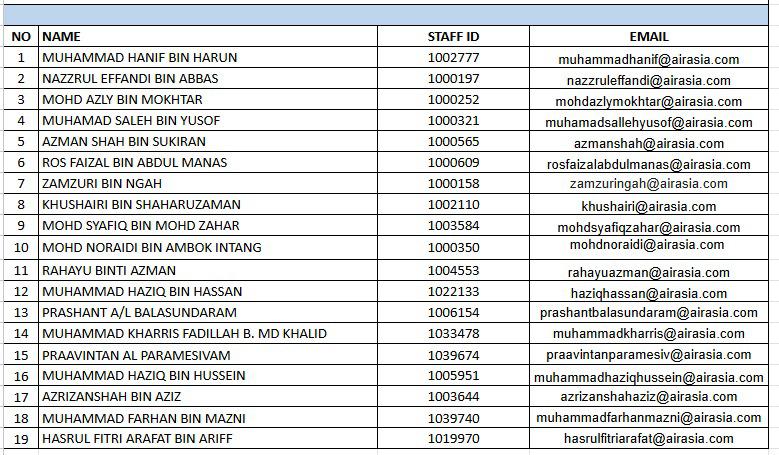 NO NAME STAFF ID EMAIL
1 MUHAMMAD HANIF BIN HARUN 1002777 muhammadhanif@airasia.com
2 NAZZRUL EFFANDI BIN ABBAS 1000197 nazzruleffandi@airasia.com
3 MOHD AZLY BIN MOKHTAR 1000252 mohdazlymokhtar@airasia.com
4 MUHAMAD SALEH BIN YUSOF 1000321 muhamadsallehyusof@airasia.com
5 AZMAN SHAH BIN SUKIRAN 1000565 azmanshah@airasia.com
6 ROS FAIZAL BIN ABDUL MANAS 1000609 rosfaizalabdulmanas@airasia.com
7 ZAMZURI BIN NGAH 1000158 zamzuringah@airasia.com
8 KHUSHAIRI BIN SHAHARUZAMAN 1002110 khushairi@airasia.com
9 MOHD SYAFIQ BIN MOHD ZAHAR 1003584 mohdsyafiqzahar@airasia.com
10 MOHD NORAIDI BIN AMBOK INTANG 1000350 mohdnoraidi@airasia.com
11 RAHAYU BINTI AZMAN 1004553 rahayuazman@airasia.com
12 MUHAMMAD HAZIQ BIN HASSAN 1022133 haziqhassan@airasia.com
13 PRASHANT A/L BALASUNDARAM 1006154 prashantbalasundaram@airasia.com
14 MUHAMMAD KHARRIS FADILLAH B. MD KHALID 1033478 muhammadkharris@airasia.com
15 PRAAVINTAN AL PARAMESIVAM 1039674 praavintanparamesiv@airasia.com
16 MUHAMMAD HAZIQ BIN HUSSEIN 1005951 muhammadhaziqhussein@airasia.com
17 AZRIZANSHAH BIN AZIZ 1003644 azrizanshahaziz@airasia.com
18 MUHAMMAD FARHAN BIN MAZNI 1039740 muhammadfarhanmazni@airasia.com
19 HASRUL FITRI ARAFAT BIN ARIFF 1019970 hasrulfitriarafat@airasia.com